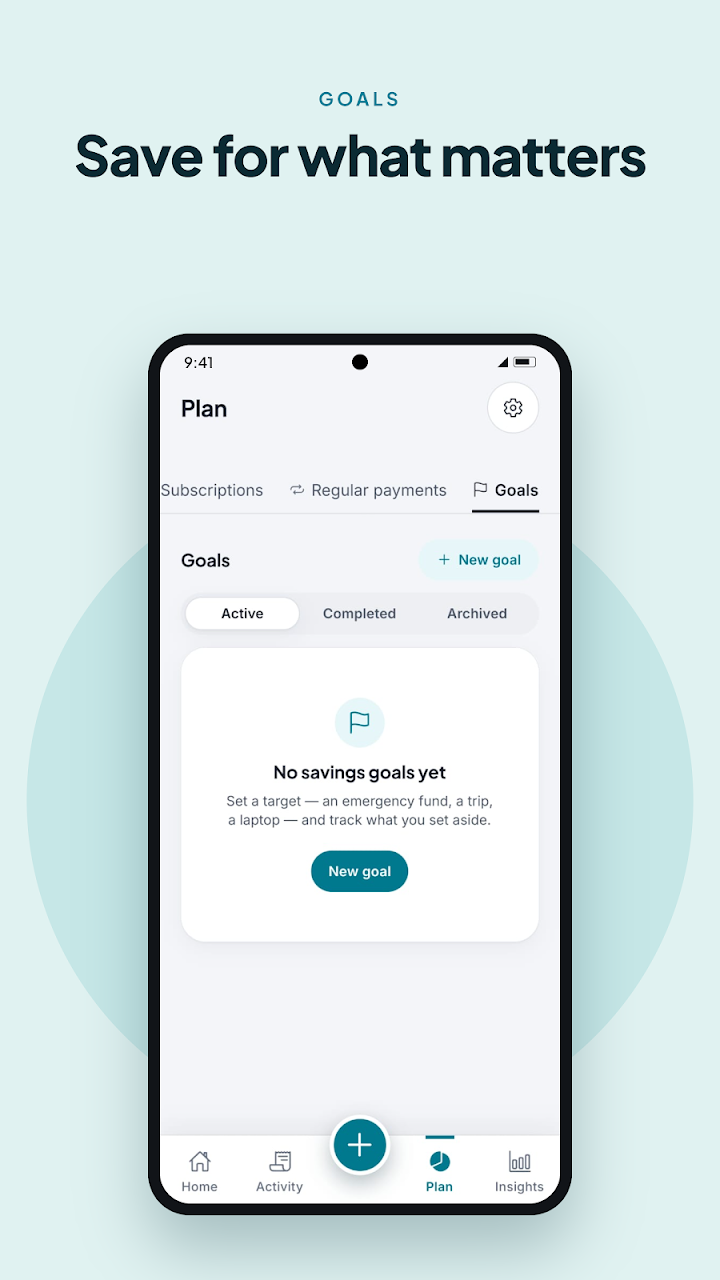 GOALS
Save for what matters
9:41
Plan
Subscriptions Regular payments Goals
Goals
+ New goal
Active Completed Archived
No savings goals yet
Set a target — an emergency fund, a trip,
a laptop — and track what you set aside.
New goal
Home Activity Plan Insights